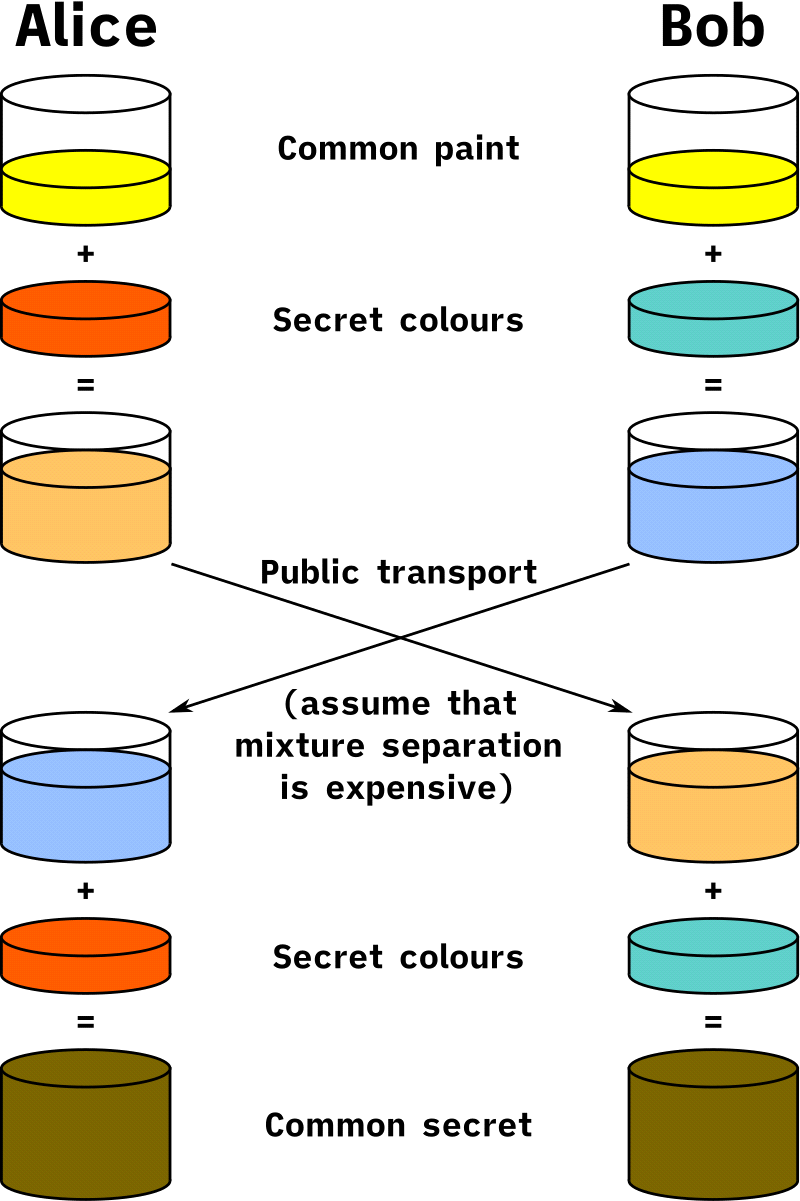 Alice Bob
Common paint
+ +
Secret colours
= =
Public transport
(assume that
mixture separation
is expensive)
+ +
Secret colours
= =
Common secret